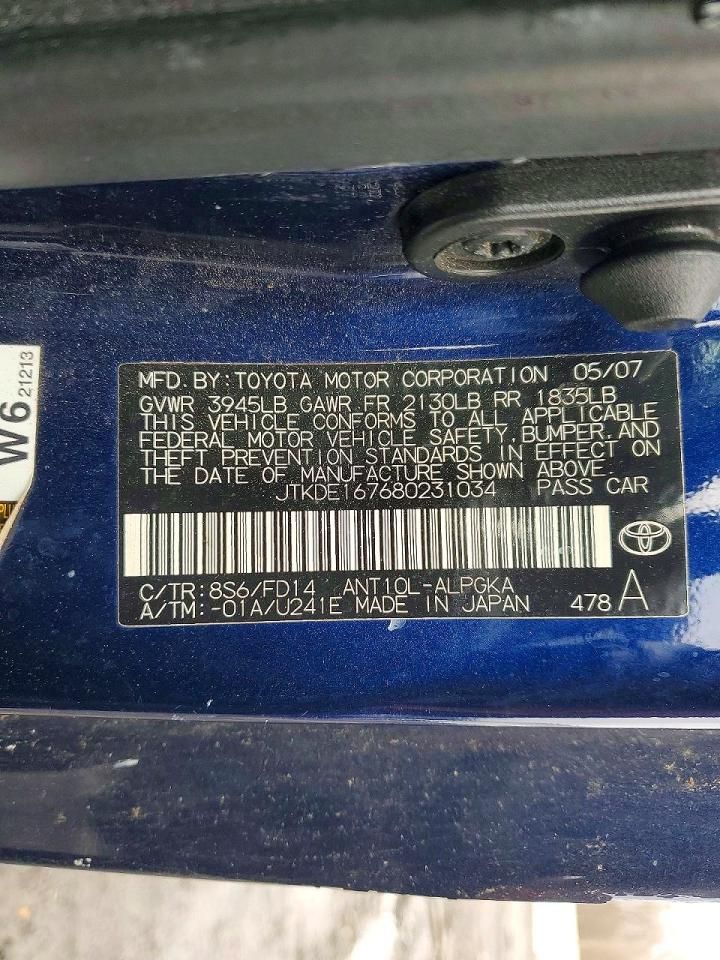 MFD. BY: TOYOTA MOTOR CORPORATION 05/07
GVWR 3945LB GAWR FR 2130LB RR 1835LB
THIS VEHICLE CONFORMS TO ALL APPLICABLE
FEDERAL MOTOR VEHICLE SAFETY, BUMPER, AND
THEFT PREVENTION STANDARDS IN EFFECT ON
THE DATE OF MANUFACTURE SHOWN ABOVE.
JTKDE167680231034 PASS CAR
C/TR: 8S6/FD14 ANT10L-ALPGKA
A/TM: -01A/U241E MADE IN JAPAN 478 A
W6
21213